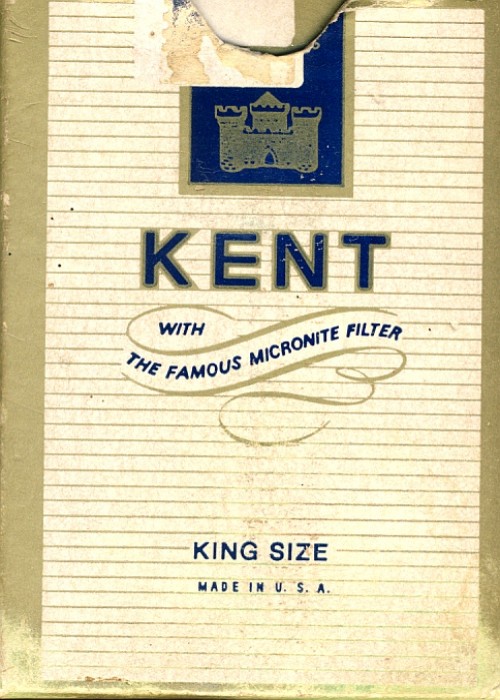 KENT
WITH
THE FAMOUS MICRONITE FILTER
KING SIZE
MADE IN U. S. A.